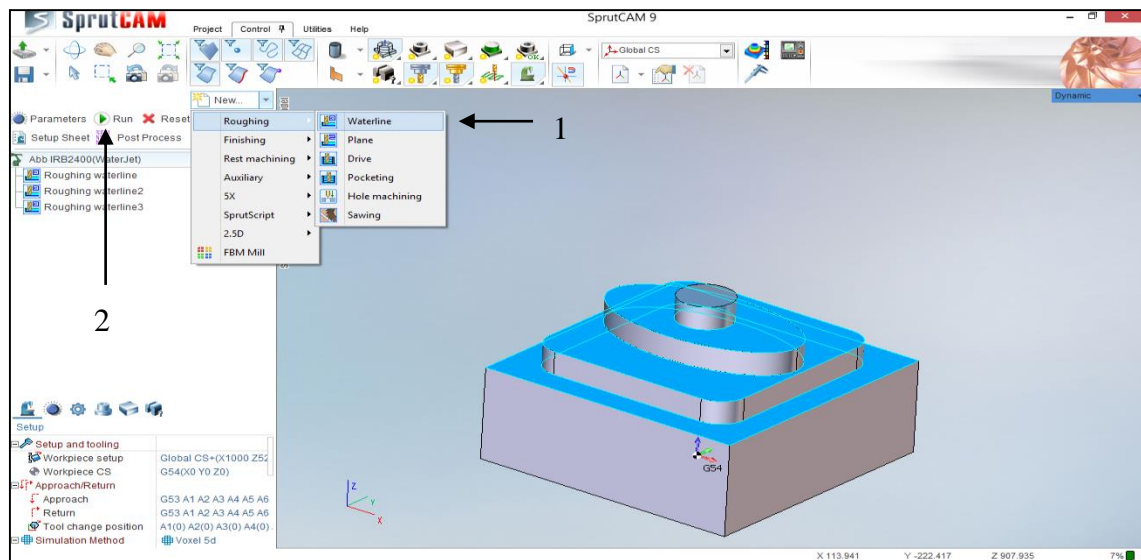 SprutCAM
SprutCAM 9
Project Control Utilities Help
Global CS
New...
Dynamic
Parameters Run Reset
Setup Sheet Post Process
Abb IRB2400(WaterJet)
Roughing waterline
Roughing waterline2
Roughing waterline3
Roughing
Finishing
Rest machining
Auxiliary
5X
SprutScript
2.5D
FBM Mill
Waterline
Plane
Drive
Pocketing
Hole machining
Sawing
1
2
G54
Z
Y
X
Setup
Setup and tooling
Workpiece setup Global CS+(X1000 Z52
Workpiece CS G54(X0 Y0 Z0)
Approach/Return
Approach G53 A1 A2 A3 A4 A5 A6
Return G53 A1 A2 A3 A4 A5 A6
Tool change position A1(0) A2(0) A3(0) A4(0)
Simulation Method Voxel 5d
X 113.941 Y -222.417 Z 907.935 7%